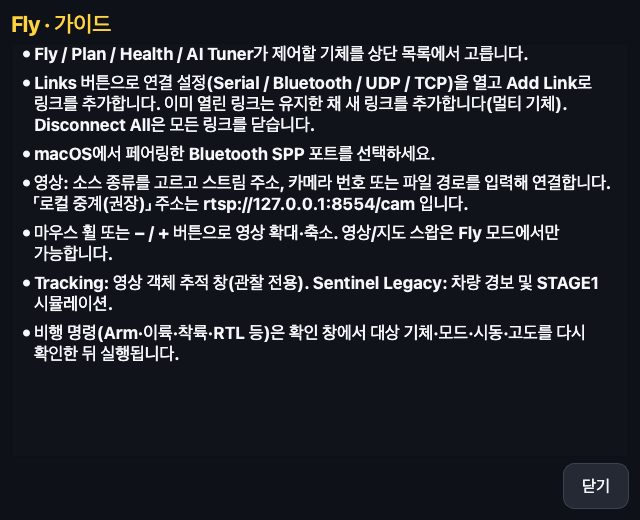 Fly · 가이드
• Fly / Plan / Health / AI Tuner가 제어할 기체를 상단 목록에서 고릅니다.
• Links 버튼으로 연결 설정(Serial / Bluetooth / UDP / TCP)을 열고 Add Link로
링크를 추가합니다. 이미 열린 링크는 유지한 채 새 링크를 추가합니다(멀티 기체).
Disconnect All은 모든 링크를 닫습니다.
• macOS에서 페어링한 Bluetooth SPP 포트를 선택하세요.
• 영상: 소스 종류를 고르고 스트림 주소, 카메라 번호 또는 파일 경로를 입력해 연결합니다.
「로컬 중계(권장)」 주소는 rtsp://127.0.0.1:8554/cam 입니다.
• 마우스 휠 또는 − / + 버튼으로 영상 확대·축소. 영상/지도 스왑은 Fly 모드에서만
가능합니다.
• Tracking: 영상 객체 추적 창(관찰 전용). Sentinel Legacy: 차량 경보 및 STAGE1
시뮬레이션.
• 비행 명령(Arm·이륙·착륙·RTL 등)은 확인 창에서 대상 기체·모드·시동·고도를 다시
확인한 뒤 실행됩니다.
닫기